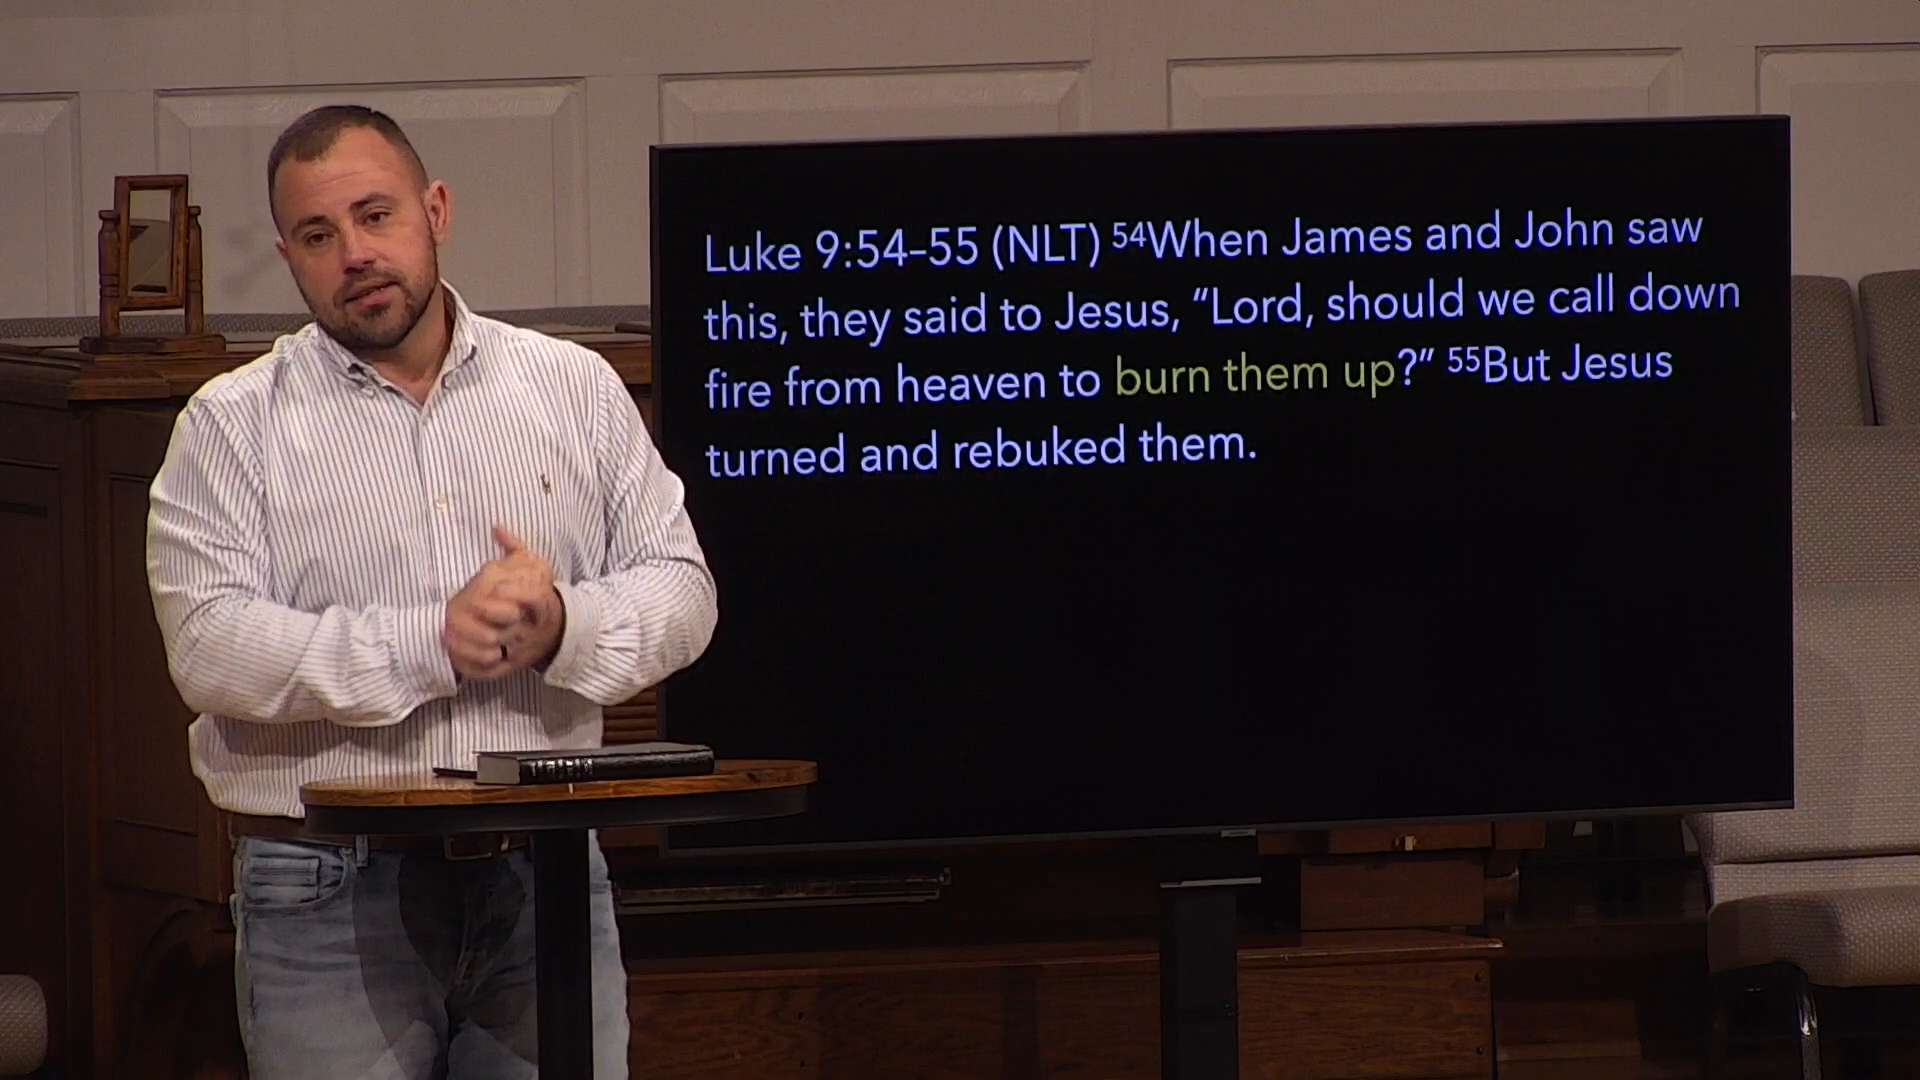 Luke 9:54–55 (NLT) 54When James and John saw
this, they said to Jesus, “Lord, should we call down
fire from heaven to burn them up?” 55But Jesus
turned and rebuked them.